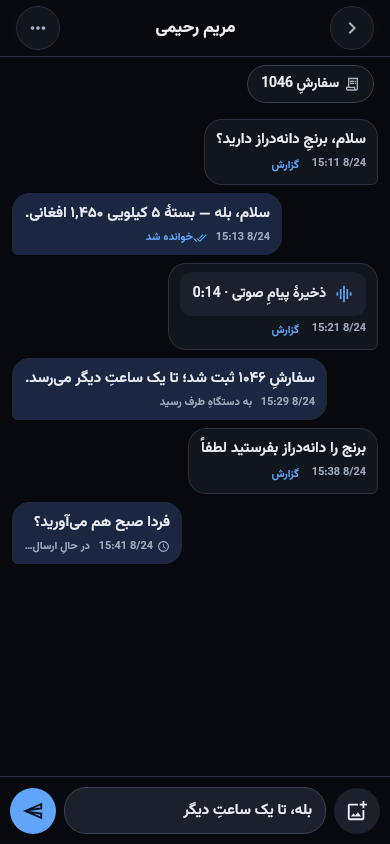 مریم رحیمی
سفارشِ 1046
سلام، برنجِ دانه‌دراز دارید؟
8/24 15:11 گزارش
سلام، بله — بستهٔ ۵ کیلویی ۱,۴۵۰ افغانی.
8/24 15:13 خوانده شد
ذخیرهٔ پیامِ صوتی · 0:14
8/24 15:21 گزارش
سفارشِ ۱۰۴۶ ثبت شد؛ تا یک ساعتِ دیگر می‌رسد.
8/24 15:29 به دستگاهِ طرف رسید
برنج را دانه‌دراز بفرستید لطفاً
8/24 15:38 گزارش
فردا صبح هم می‌آورید؟
8/24 15:41 در حالِ ارسال…
بله، تا یک ساعتِ دیگر